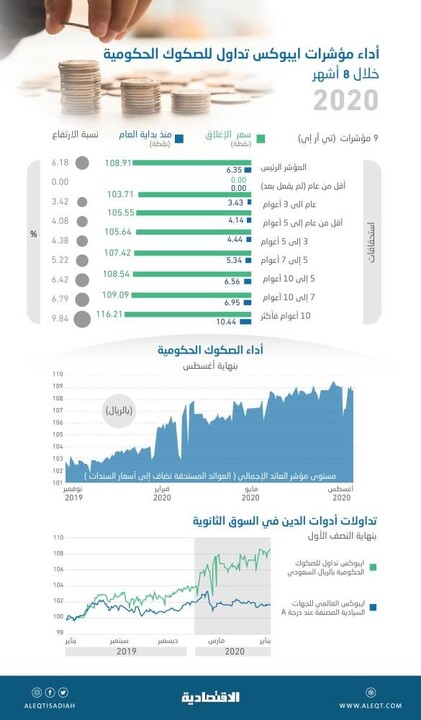 أداء مؤشرات ايبوكس تداول للصكوك الحكومية
خلال 8 أشهر
2020
9 مؤشرات (تي آر إي)
سعر الإغلاق (نقطة)
منذ بداية العام (نقطة)
نسبة الارتفاع
استحقاقات
%
المؤشر الرئيس 108.91 6.35 6.18
أقل من عام (لم يفعل بعد) 0.00 0.00 0.00
عام الى 3 أعوام 103.71 3.43 3.42
أقل من عام إلى 5 أعوام 105.55 4.14 4.08
3 إلى 5 أعوام 105.64 4.44 4.38
5 إلى 7 أعوام 107.42 5.34 5.22
5 إلى 10 أعوام 108.54 6.56 6.42
7 إلى 10 أعوام 109.09 6.95 6.79
10 أعوام فأكثر 116.21 10.44 9.84
أداء الصكوك الحكومية
بنهاية أغسطس
(بالريال)
110
109
108
107
106
105
104
103
102
101
مستوى مؤشر العائد الإجمالي ( العوائد المستحقة تضاف إلى أسعار السندات )
نوفمبر 2019
فبراير 2020
مايو 2020
أغسطس 2020
تداولات أدوات الدين في السوق الثانوية
بنهاية النصف الأول
110
108
106
104
102
100
98
ايبوكس تداول للصكوك
الحكومية بالريال السعودي
ايبوكس العالمي للجهات
السيادية المصنفة عند درجة A
يناير
سبتمبر
ديسمبر
مارس
يناير
2019
2020
ALEQTISADIAH
الاقتصادية
WWW.ALEQT.COM